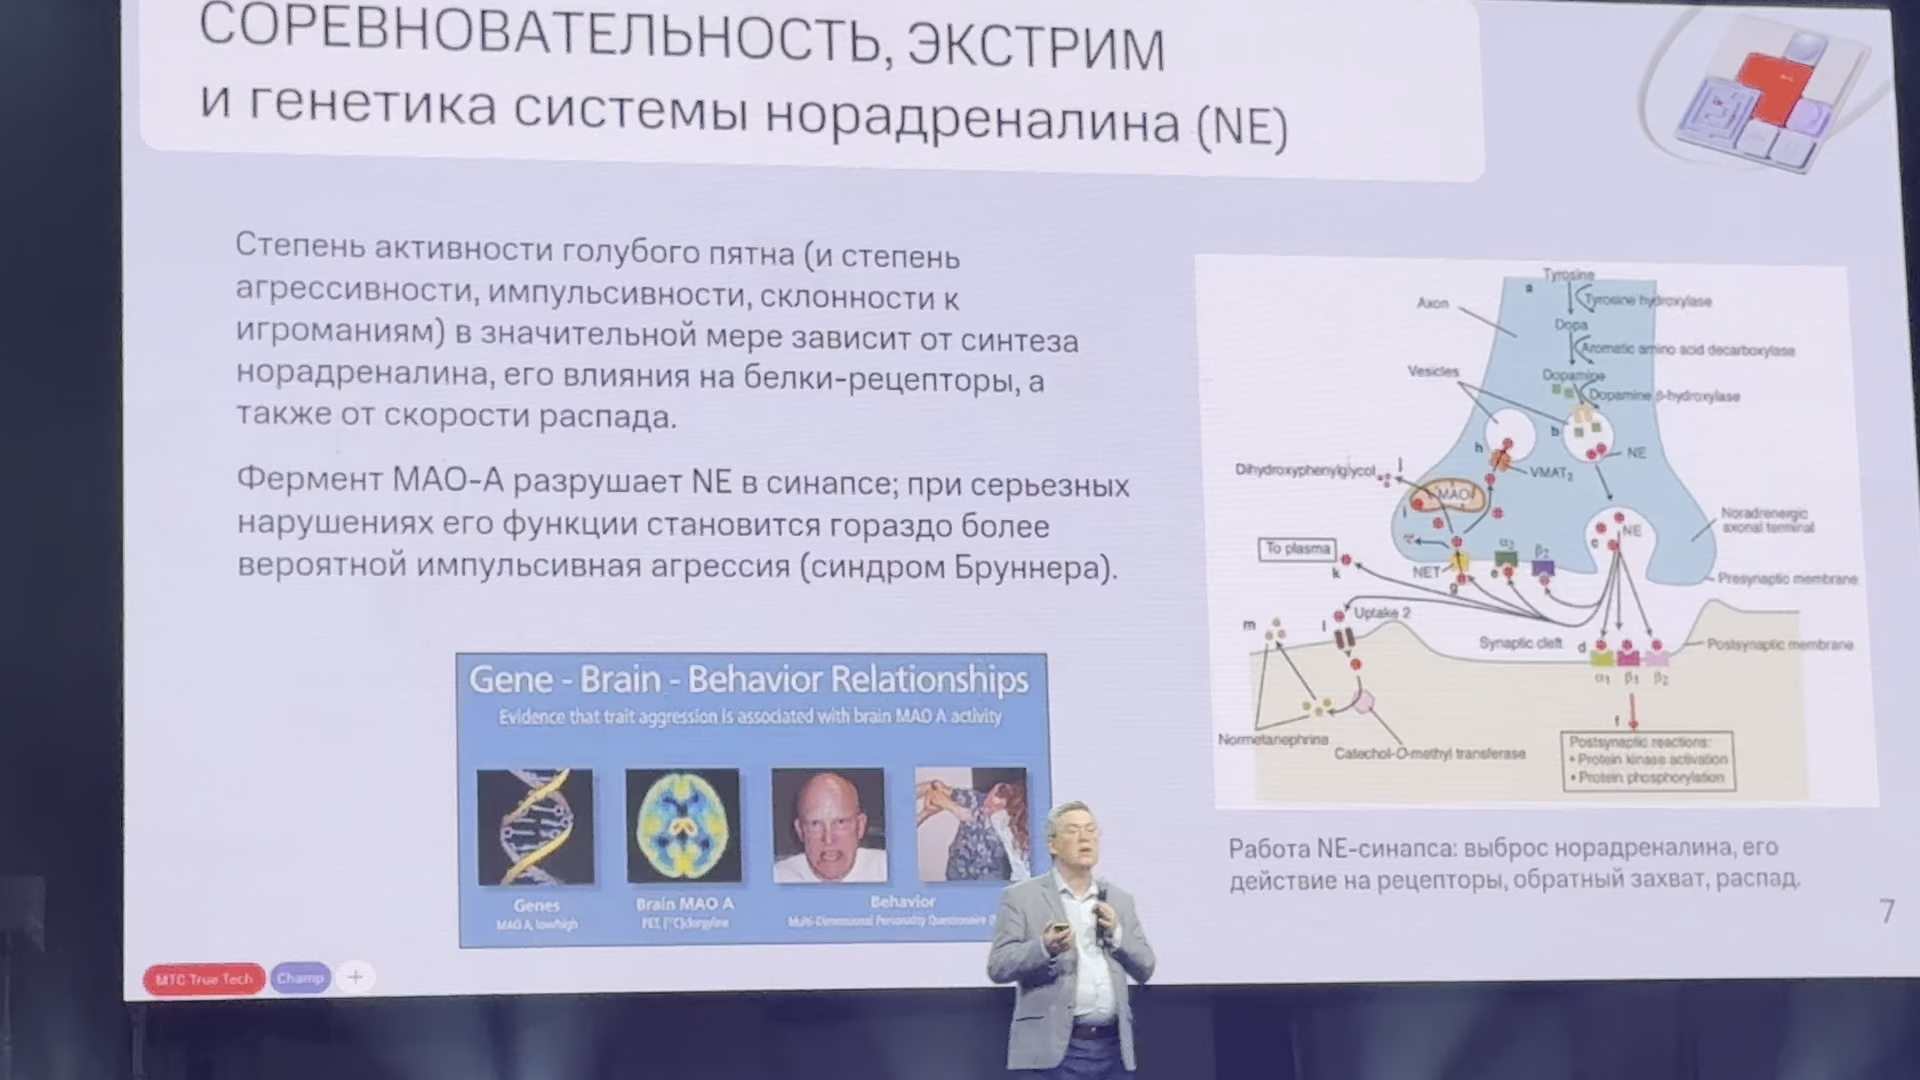 СОРЕВНОВАТЕЛЬНОСТЬ, ЭКСТРИМ
и генетика системы норадреналина (NE)
Степень активности голубого пятна (и степень
агрессивности, импульсивности, склонности к
игроманиям) в значительной мере зависит от синтеза
норадреналина, его влияния на белки-рецепторы, а
также от скорости распада.
Фермент МАО-А разрушает NE в синапсе; при серьезных
нарушениях его функции становится гораздо более
вероятной импульсивная агрессия (синдром Бруннера).
Gene - Brain - Behavior Relationships
Evidence that trait aggression is associated with brain MAO A activity
Genes
MAO A, low/high
Brain MAO A
PET, [¹¹C]clorgyline
Behavior
Multi-Dimensional Personality Questionnaire
Tyrosine
a
Tyrosine hydroxylase
Axon
Dopa
Aromatic amino acid decarboxylase
Vesicles
Dopamine
Dopamine β-hydroxylase
b
h
NE
VMAT₂
Dihydroxyphenylglycol
j
MAO
i
Noradrenergic
axonal terminal
NE
c
To plasma
k
α₂
β₂
NET
e
g
Presynaptic membrane
Uptake 2
m
l
Synaptic cleft
d
Postsynaptic membrane
α₁
β₁
β₂
f
Normetanephrine
Catechol-O-methyl transferase
Postsynaptic reactions:
• Protein kinase activation
• Protein phosphorylation
Работа NE-синапса: выброс норадреналина, его
действие на рецепторы, обратный захват, распад.
7
МТС True Tech
Champ
+